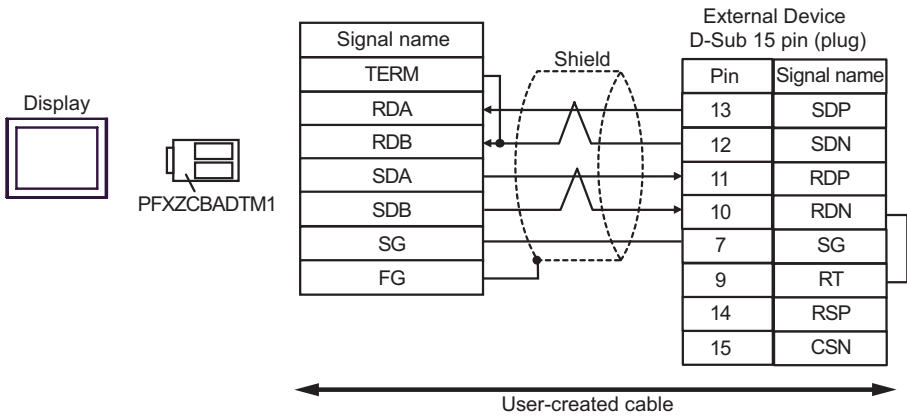 External Device
D-Sub 15 pin (plug)
Signal name
Shield
Pin Signal name
TERM
Display
RDA
13 SDP
RDB
12 SDN
SDA
11 RDP
PFXZCBADTM1
SDB
10 RDN
SG
7 SG
FG
9 RT
14 RSP
15 CSN
User-created cable